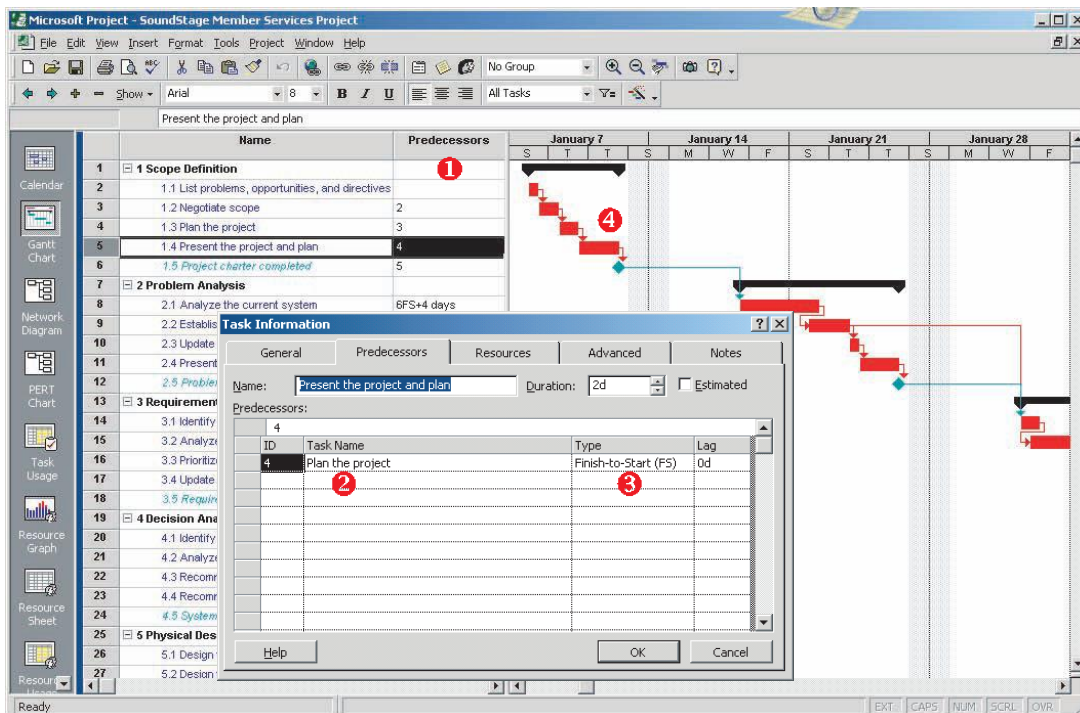 Microsoft Project - SoundStage Member Services Project
File Edit View Insert Format Tools Project Window Help
No Group
Show Arial 8 B I U All Tasks
Present the project and plan
Name Predecessors January 7 January 14 January 21 January 28
S T T S M W F S T T S M W F
Calendar
Gantt Chart
Network Diagram
PERT Chart
Task Usage
Resource Graph
Resource Sheet
Resour
1 1 Scope Definition
2 1.1 List problems, opportunities, and directives
3 1.2 Negotiate scope 2
4 1.3 Plan the project 3
5 1.4 Present the project and plan 4
6 1.5 Project charter completed 5
7 2 Problem Analysis
8 2.1 Analyze the current system 6FS+4 days
9 2.2 Establis
10 2.3 Update
11 2.4 Present
12 2.5 Probler
13 3 Requirement
14 3.1 Identify
15 3.2 Analyze
16 3.3 Prioritiz
17 3.4 Update
18 3.5 Require
19 4 Decision Ana
20 4.1 Identify
21 4.2 Analyze
22 4.3 Recomm
23 4.4 Recomm
24 4.5 System
25 5 Physical Des
26 5.1 Design
27 5.2 Design
1
4
Task Information
General Predecessors Resources Advanced Notes
Name: Present the project and plan Duration: 2d Estimated
Predecessors:
4
ID Task Name Type Lag
4 Plan the project Finish-to-Start (FS) 0d
2 3
Help OK Cancel
Ready EXT CAPS NUM SCRL OVR